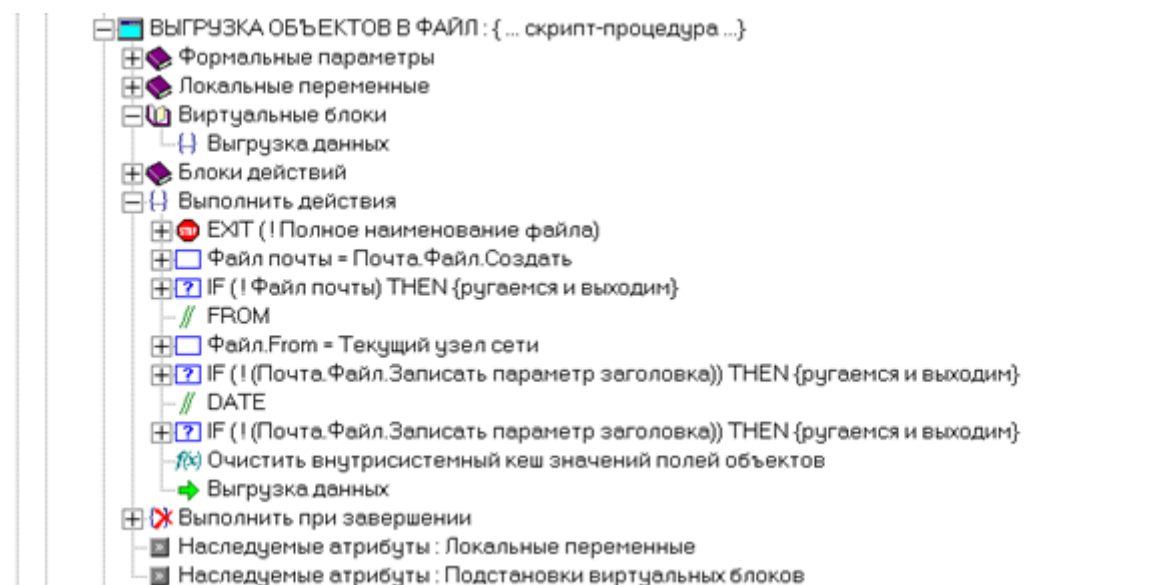 ВЫГРУЗКА ОБЪЕКТОВ В ФАЙЛ : { ... скрипт-процедура ...}
Формальные параметры
Локальные переменные
Виртуальные блоки
{} Выгрузка данных
Блоки действий
{} Выполнить действия
STOP EXIT ( ! Полное наименование файла)
Файл почты = Почта.Файл.Создать
? IF ( ! Файл почты) THEN {ругаемся и выходим}
// FROM
Файл.From = Текущий узел сети
? IF ( ! (Почта.Файл.Записать параметр заголовка)) THEN {ругаемся и выходим}
// DATE
? IF ( ! (Почта.Файл.Записать параметр заголовка)) THEN {ругаемся и выходим}
f(x) Очистить внутрисистемный кеш значений полей объектов
Выгрузка данных
Выполнить при завершении
Наследуемые атрибуты : Локальные переменные
Наследуемые атрибуты : Подстановки виртуальных блоков